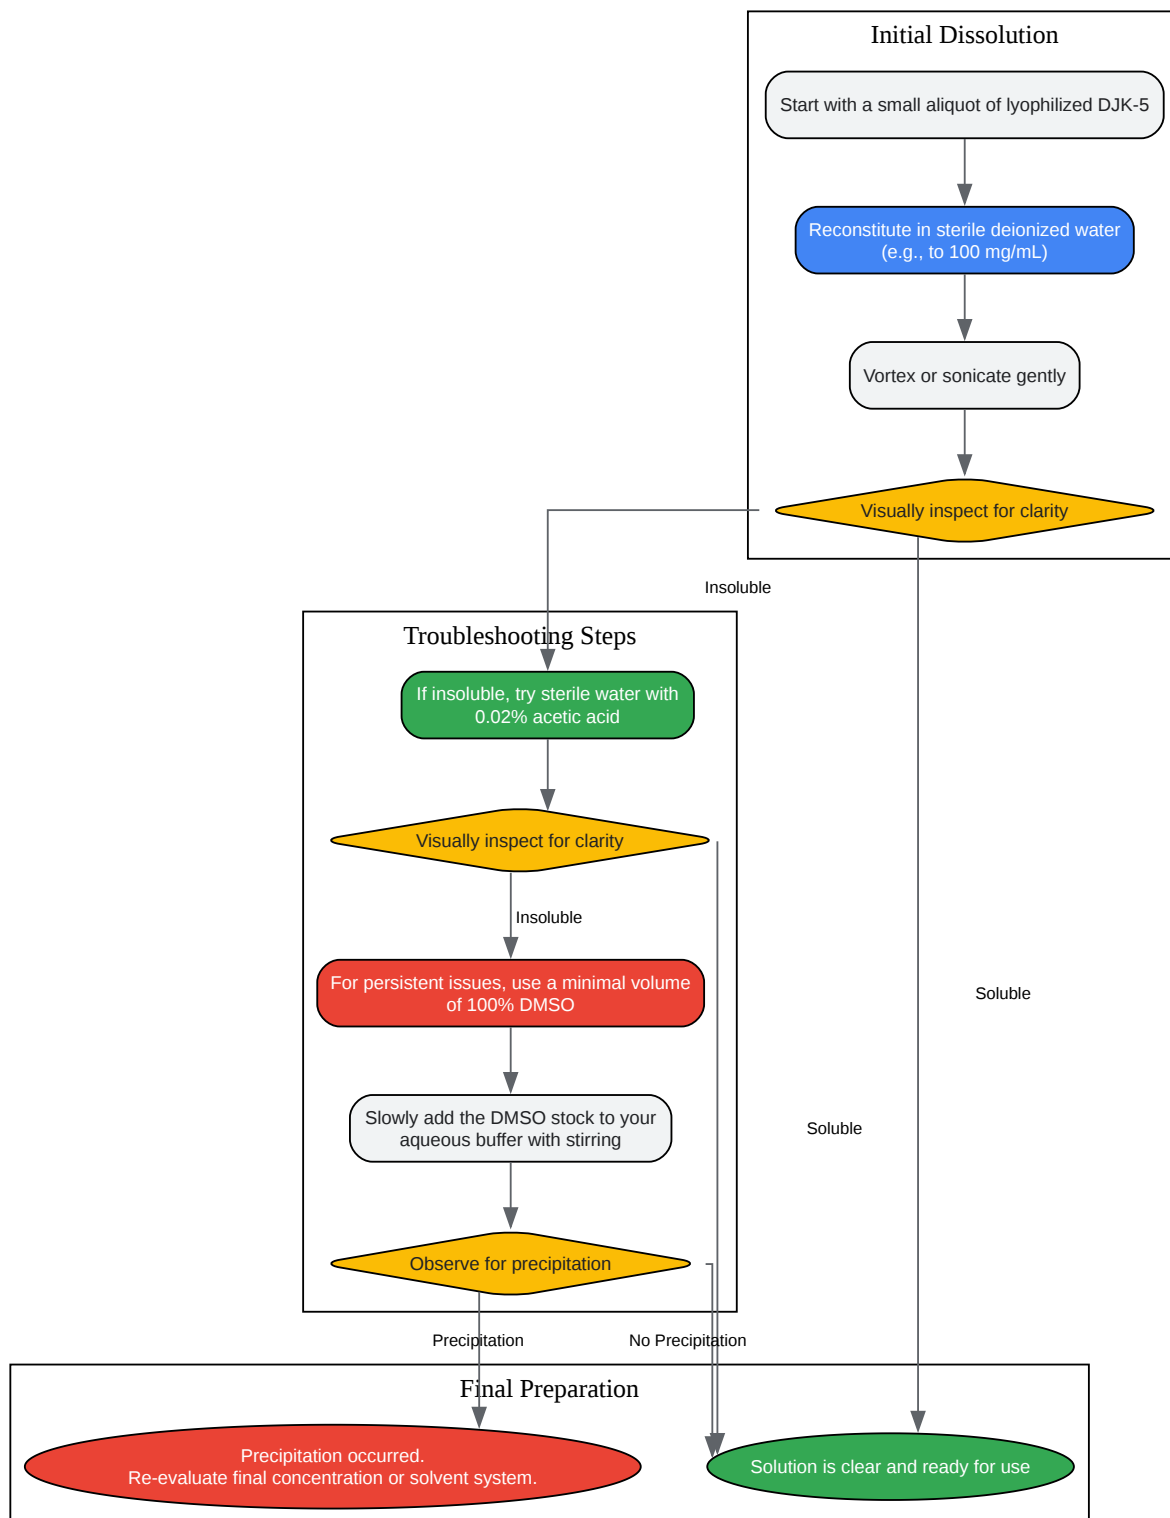 Initial Dissolution
Start with a small aliquot of lyophilized DJK-5
Reconstitute in sterile deionized water
(e.g., to 100 mg/mL)
Vortex or sonicate gently
Visually inspect for clarity
Insoluble
Troubleshooting Steps
If insoluble, try sterile water with
0.02% acetic acid
Visually inspect for clarity
Insoluble
For persistent issues, use a minimal volume
of 100% DMSO
Soluble
Slowly add the DMSO stock to your
aqueous buffer with stirring
Soluble
Observe for precipitation
Precipitation
No Precipitation
Final Preparation
Precipitation occurred.
Re-evaluate final concentration or solvent system.
Solution is clear and ready for use